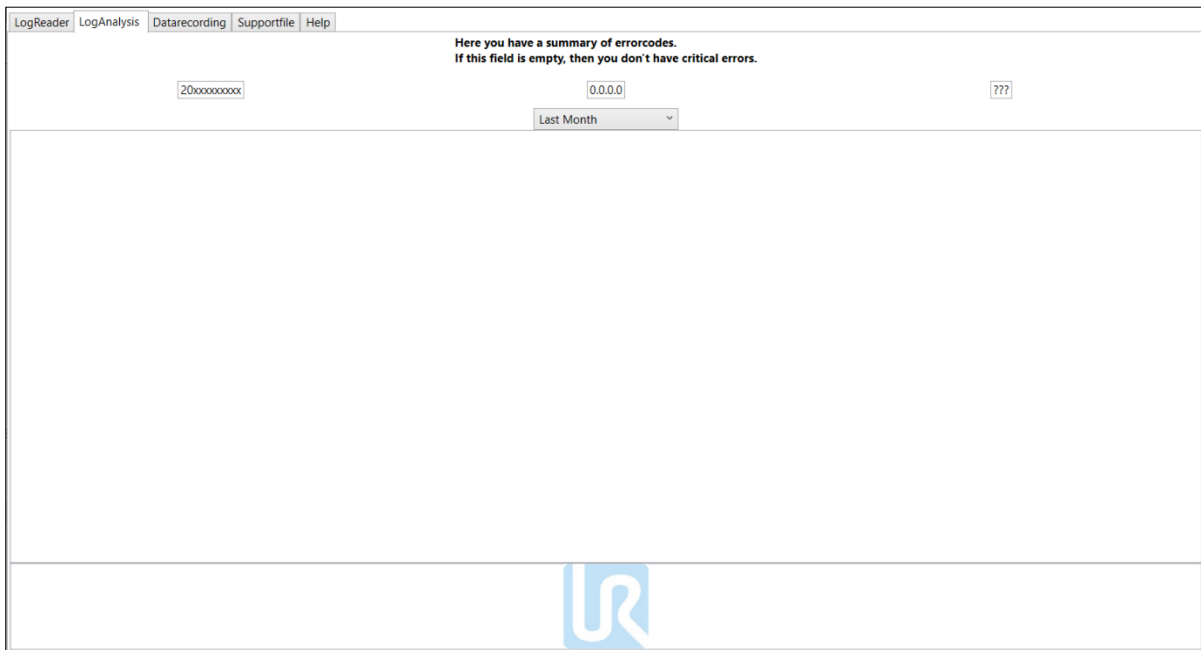 LogReader LogAnalysis Datarecording Supportfile Help
Here you have a summary of errorcodes.
If this field is empty, then you don't have critical errors.
20xxxxxxxxx 0.0.0.0 ???
Last Month
UR